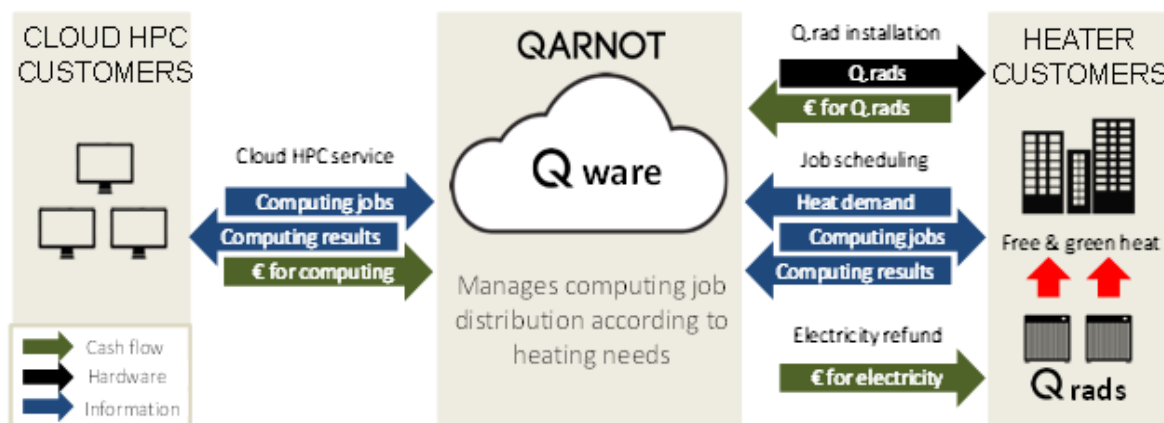 CLOUD HPC
CUSTOMERS
Cloud HPC service
Computing jobs
Computing results
€ for computing
Cash flow
Hardware
Information
QARNOT
Q ware
Manages computing job
distribution according to
heating needs
Q.rad installation
Q.rads
€ for Q.rads
Job scheduling
Heat demand
Computing jobs
Computing results
Electricity refund
€ for electricity
HEATER
CUSTOMERS
Free & green heat
Q rads